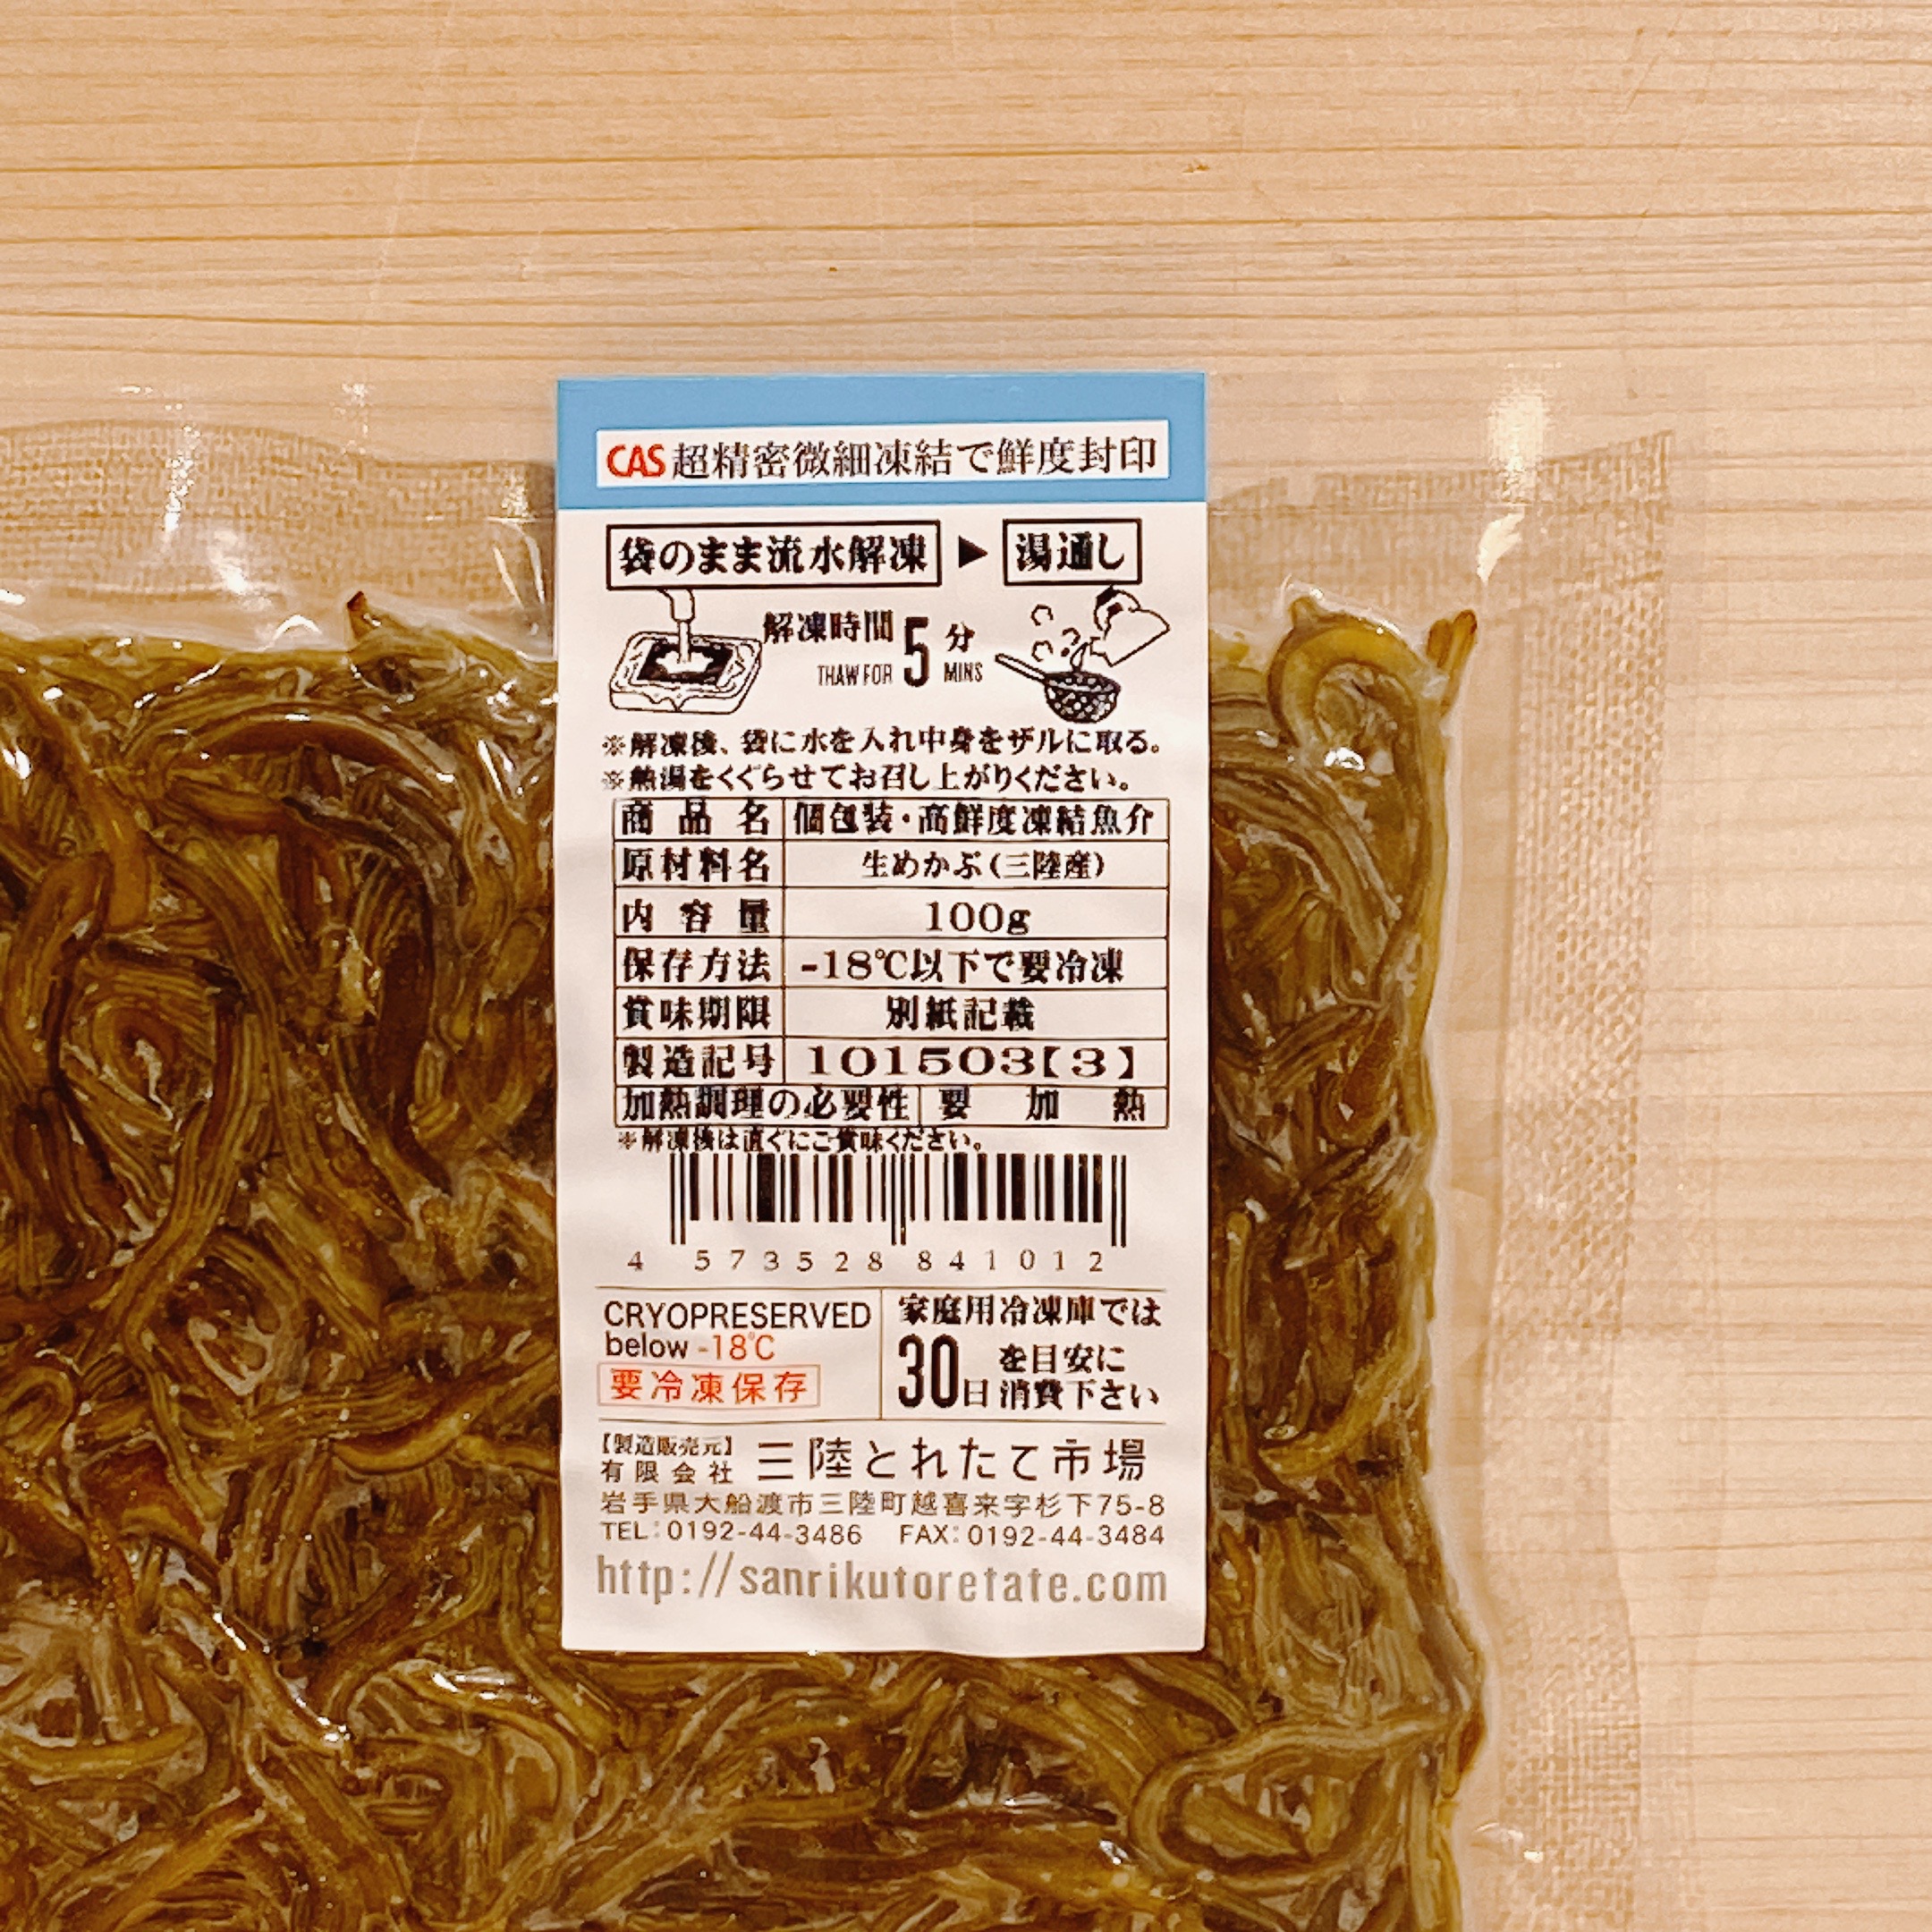 CAS 超精密微細凍結で鮮度封印
袋のまま流水解凍 ▶ 湯通し
解凍時間 5 分
THAW FOR MINS
※解凍後、袋に水を入れ中身をザルに取る。
※熱湯をくぐらせてお召し上がりください。
商品名 個包装・高鮮度凍結魚介
原材料名 生めかぶ(三陸産)
内容量 100g
保存方法 -18℃以下で要冷凍
賞味期限 別紙記載
製造記号 101503【3】
加熱調理の必要性 要加熱
※解凍後は直ぐにご賞味ください。
4 573528 841012
CRYOPRESERVED
below -18℃
要冷凍保存
家庭用冷凍庫では
30日を目安に
消費下さい
【製造販売元】
有限会社 三陸とれたて市場
岩手県大船渡市三陸町越喜来字杉下75-8
TEL:0192-44-3486 FAX:0192-44-3484
http://sanrikutoretate.com